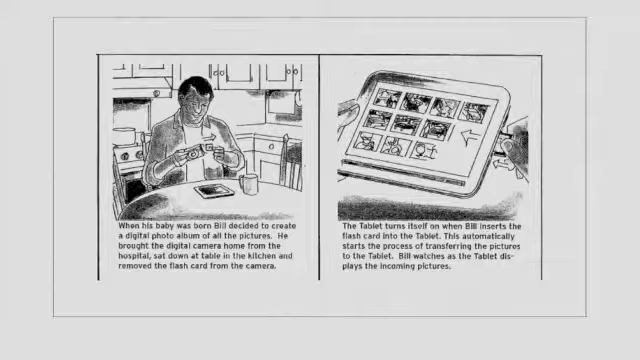 When his baby was born Bill decided to create
a digital photo album of all the pictures. He
brought the digital camera home from the
hospital, sat down at table in the kitchen and
removed the flash card from the camera.
The Tablet turns itself on when Bill inserts the
flash card into the Tablet. This automatically
starts the process of transferring the pictures
to the Tablet. Bill watches as the Tablet dis-
plays the incoming pictures.